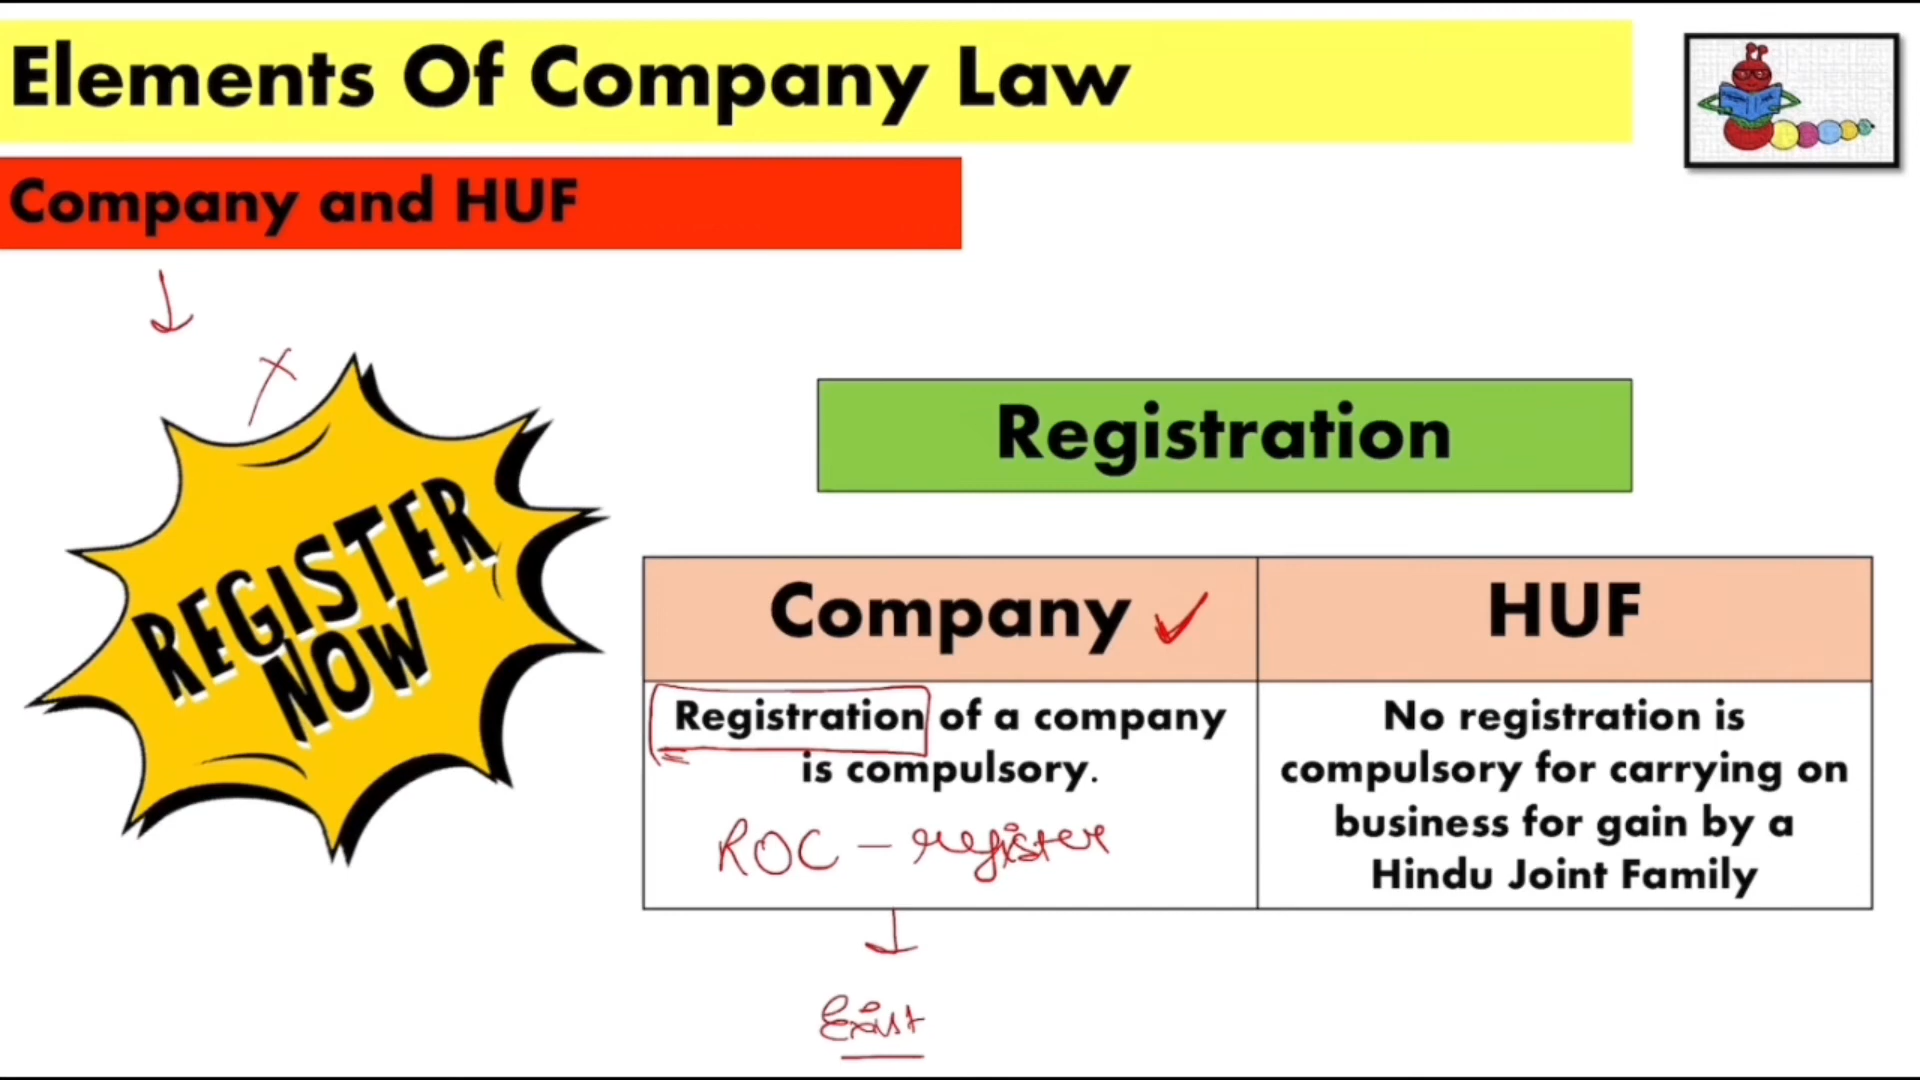 Elements Of Company Law
Company and HUF
REGISTER
NOW
Registration
Company ✓
HUF
Registration of a company
is compulsory.
ROC – register
Exist
No registration is
compulsory for carrying on
business for gain by a
Hindu Joint Family